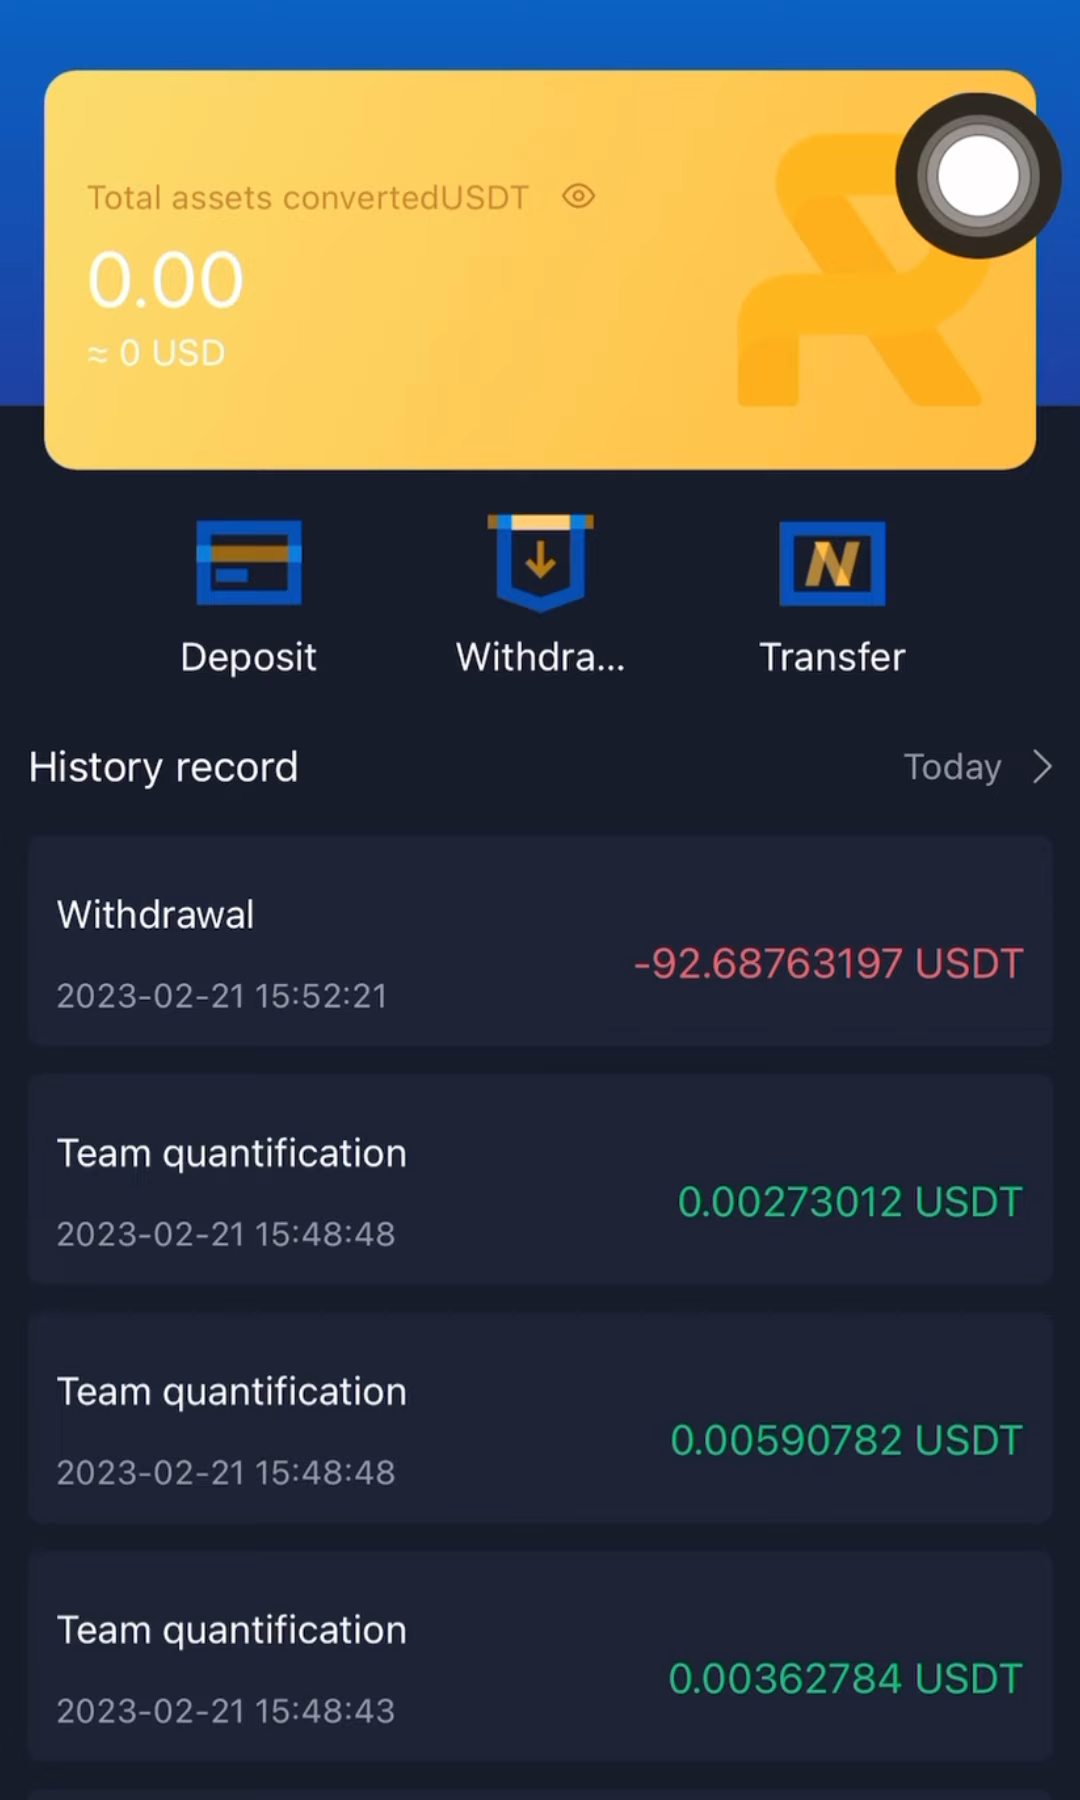 Total assets convertedUSDT
0.00
≈ 0 USD
Deposit
Withdra...
Transfer
History record
Today
Withdrawal
-92.68763197 USDT
2023-02-21 15:52:21
Team quantification
0.00273012 USDT
2023-02-21 15:48:48
Team quantification
0.00590782 USDT
2023-02-21 15:48:48
Team quantification
0.00362784 USDT
2023-02-21 15:48:43